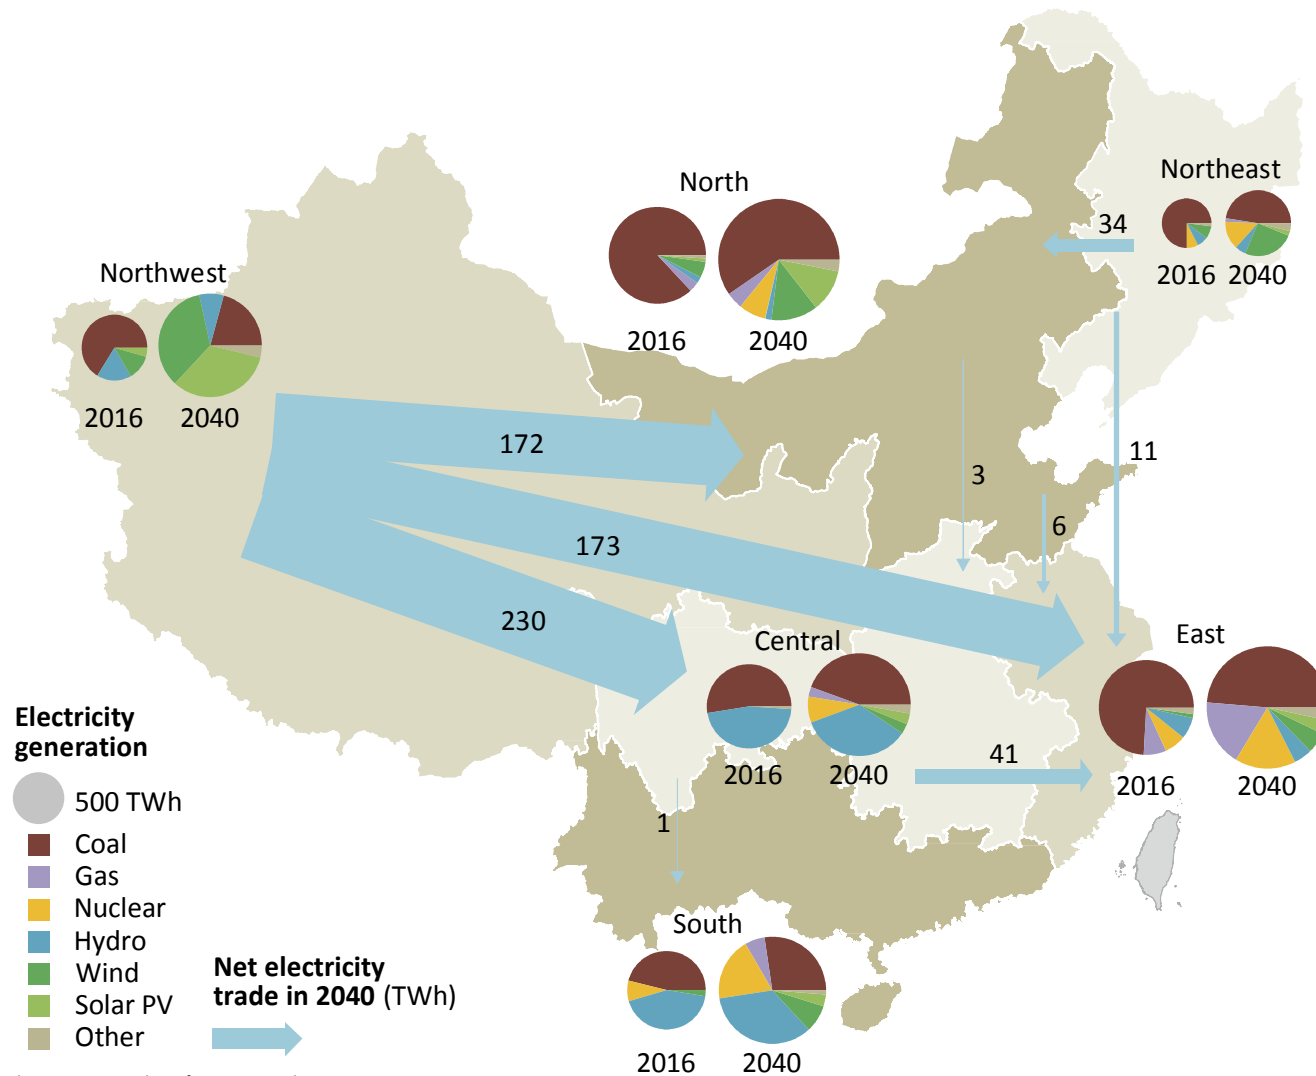 Northeast
34
2016
2040
North
2016
2040
Northwest
2016
2040
172
3
11
6
173
230
Central
2016
2040
East
2016
2040
41
1
South
2016
2040
Electricity
generation
500 TWh
Coal
Gas
Nuclear
Hydro
Wind
Solar PV
Other
Net electricity
trade in 2040 (TWh)